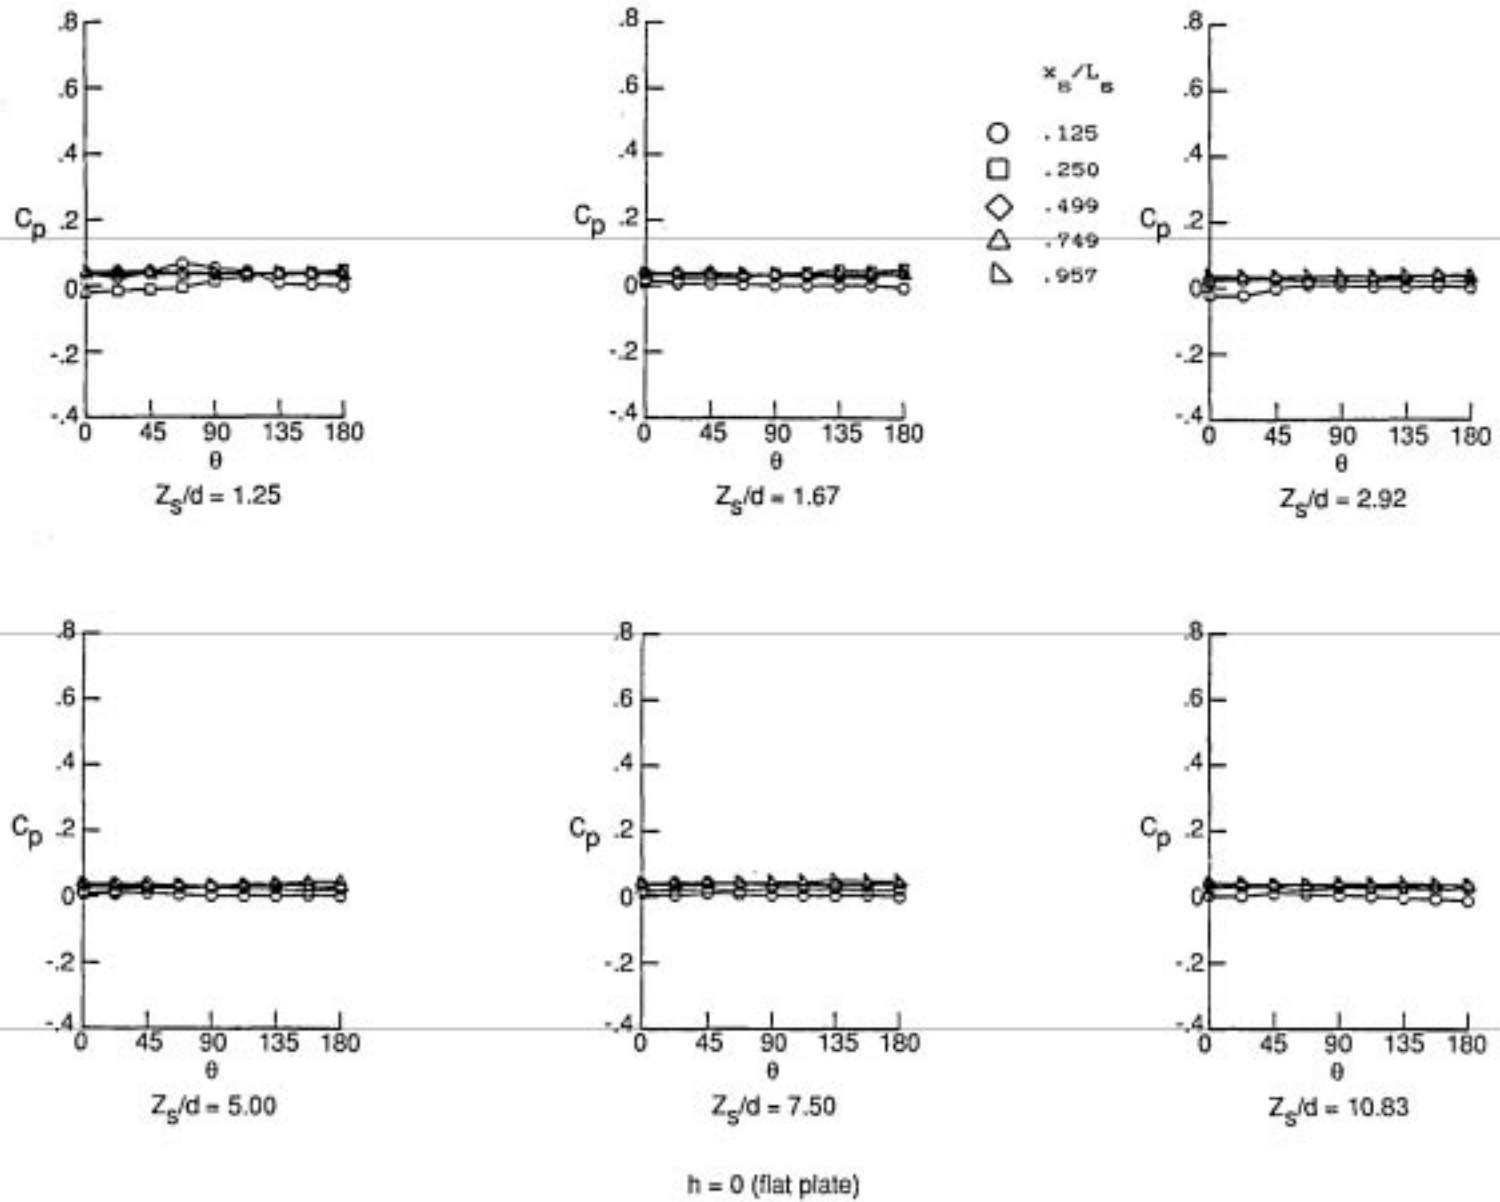 .8
.6
.4
Cp .2
0
-.2
-.4
0 45 90 135 180
θ
Zs/d = 1.25
.8
.6
.4
Cp .2
0
-.2
-.4
0 45 90 135 180
θ
Zs/d = 1.67
xs/Ls
.125
.250
.499
.749
.957
.8
.6
.4
Cp .2
0
-.2
-.4
0 45 90 135 180
θ
Zs/d = 2.92
.8
.6
.4
Cp .2
0
-.2
-.4
0 45 90 135 180
θ
Zs/d = 5.00
.8
.6
.4
Cp .2
0
-.2
-.4
0 45 90 135 180
θ
Zs/d = 7.50
.8
.6
.4
Cp .2
0
-.2
-.4
0 45 90 135 180
θ
Zs/d = 10.83
h = 0 (flat plate)